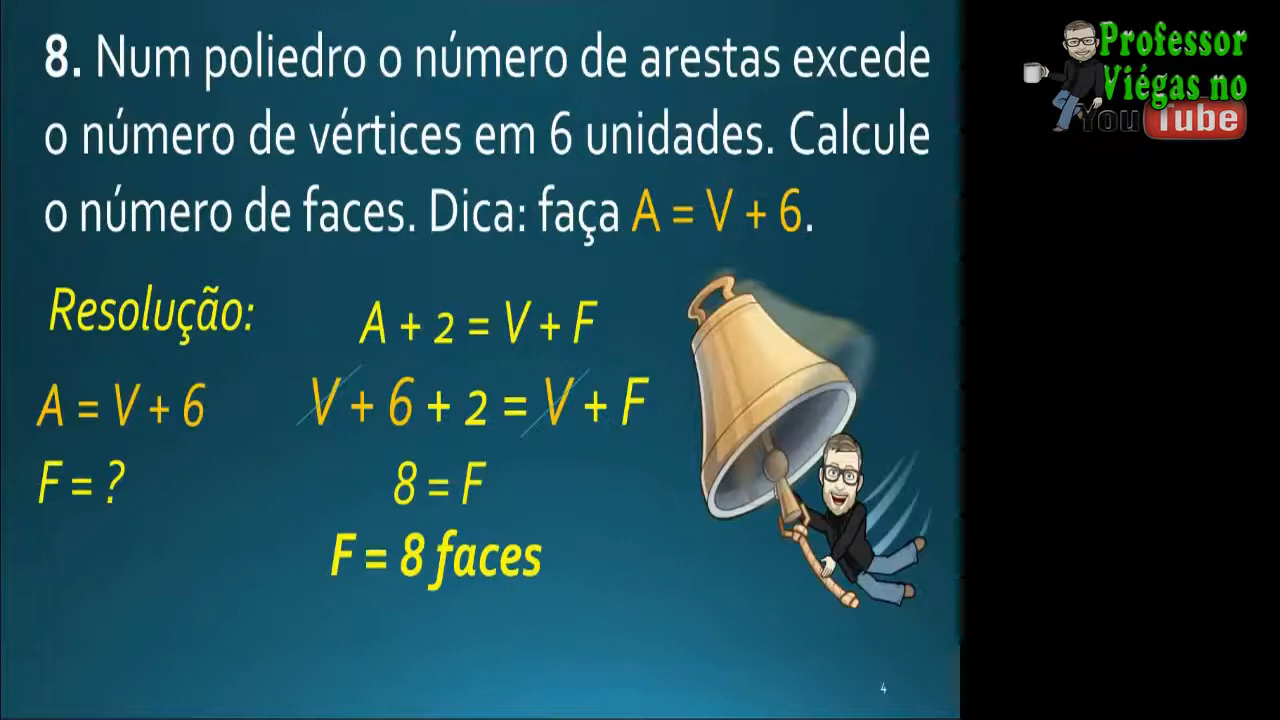 8. Num poliedro o número de arestas excede
o número de vértices em 6 unidades. Calcule
o número de faces. Dica: faça A = V + 6.
Professor
Viégas no
YouTube
Resolução:
A + 2 = V + F
A = V + 6
V + 6 + 2 = V + F
F = ?
8 = F
F = 8 faces
4